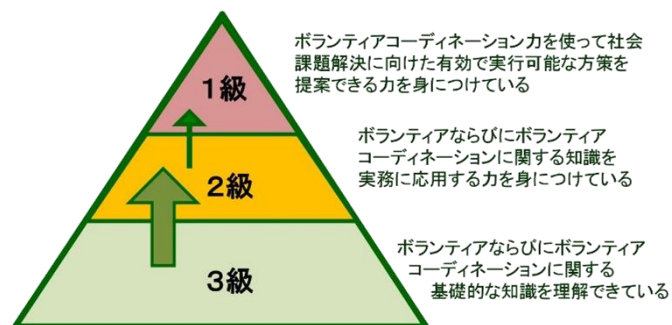 1級
ボランティアコーディネーション力を使って社会
課題解決に向けた有効で実行可能な方策を
提案できる力を身につけている
2級
ボランティアならびにボランティア
コーディネーションに関する知識を
実務に応用する力を身につけている
3級
ボランティアならびにボランティア
コーディネーションに関する
基礎的な知識を理解できている